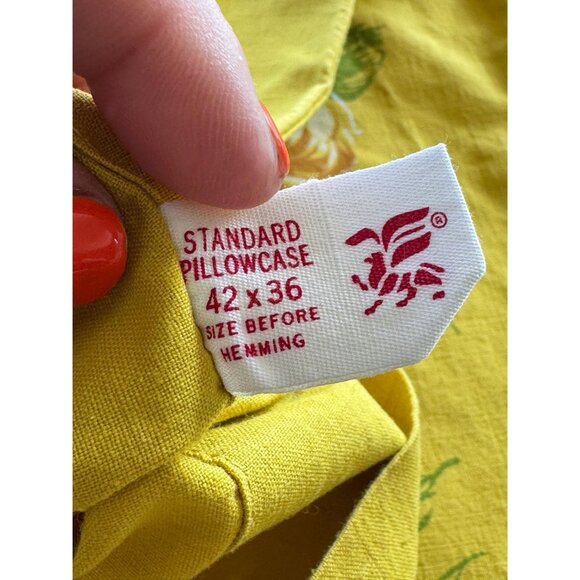 STANDARD
PILLOWCASE
42 x 36
SIZE BEFORE
HEMMING
®